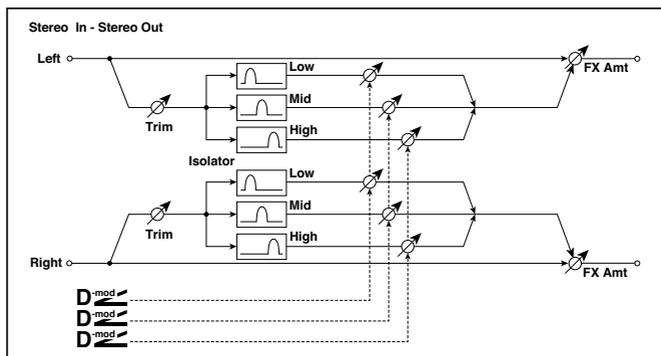 Stereo In - Stereo Out
Left
FX Amt
Low
Mid
High
Trim
Isolator
Low
Mid
High
Trim
Right
FX Amt
D-mod
D-mod
D-mod